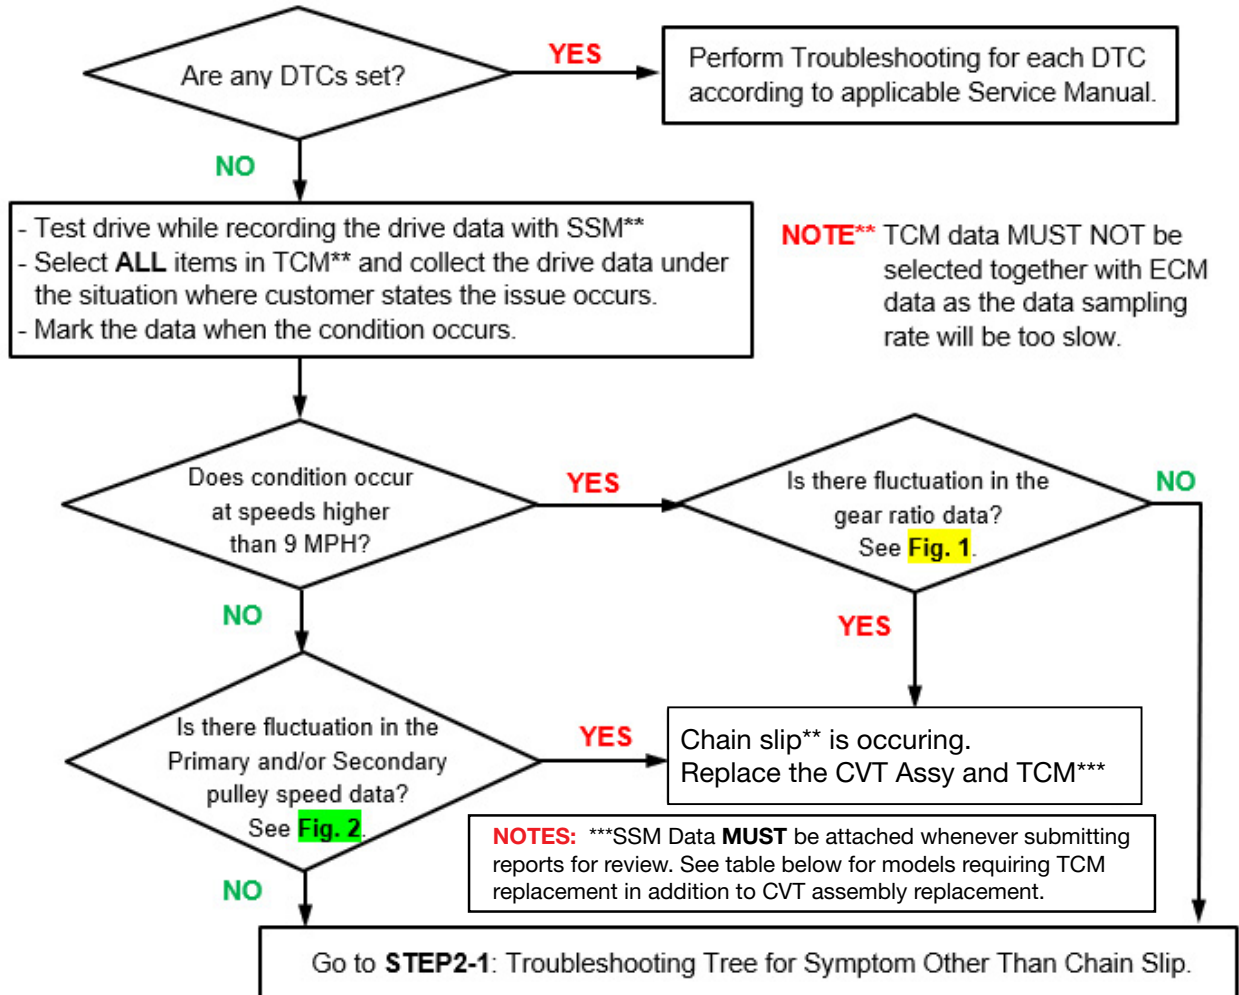 Are any DTCs set?
YES
Perform Troubleshooting for each DTC
according to applicable Service Manual.
NO
- Test drive while recording the drive data with SSM**
- Select ALL items in TCM** and collect the drive data under
the situation where customer states the issue occurs.
- Mark the data when the condition occurs.
NOTE** TCM data MUST NOT be
selected together with ECM
data as the data sampling
rate will be too slow.
Does condition occur
at speeds higher
than 9 MPH?
YES
Is there fluctuation in the
gear ratio data?
See Fig. 1.
NO
NO
YES
Is there fluctuation in the
Primary and/or Secondary
pulley speed data?
See Fig. 2.
YES
Chain slip** is occuring.
Replace the CVT Assy and TCM***
NOTES: ***SSM Data MUST be attached whenever submitting
reports for review. See table below for models requiring TCM
replacement in addition to CVT assembly replacement.
NO
Go to STEP2-1: Troubleshooting Tree for Symptom Other Than Chain Slip.